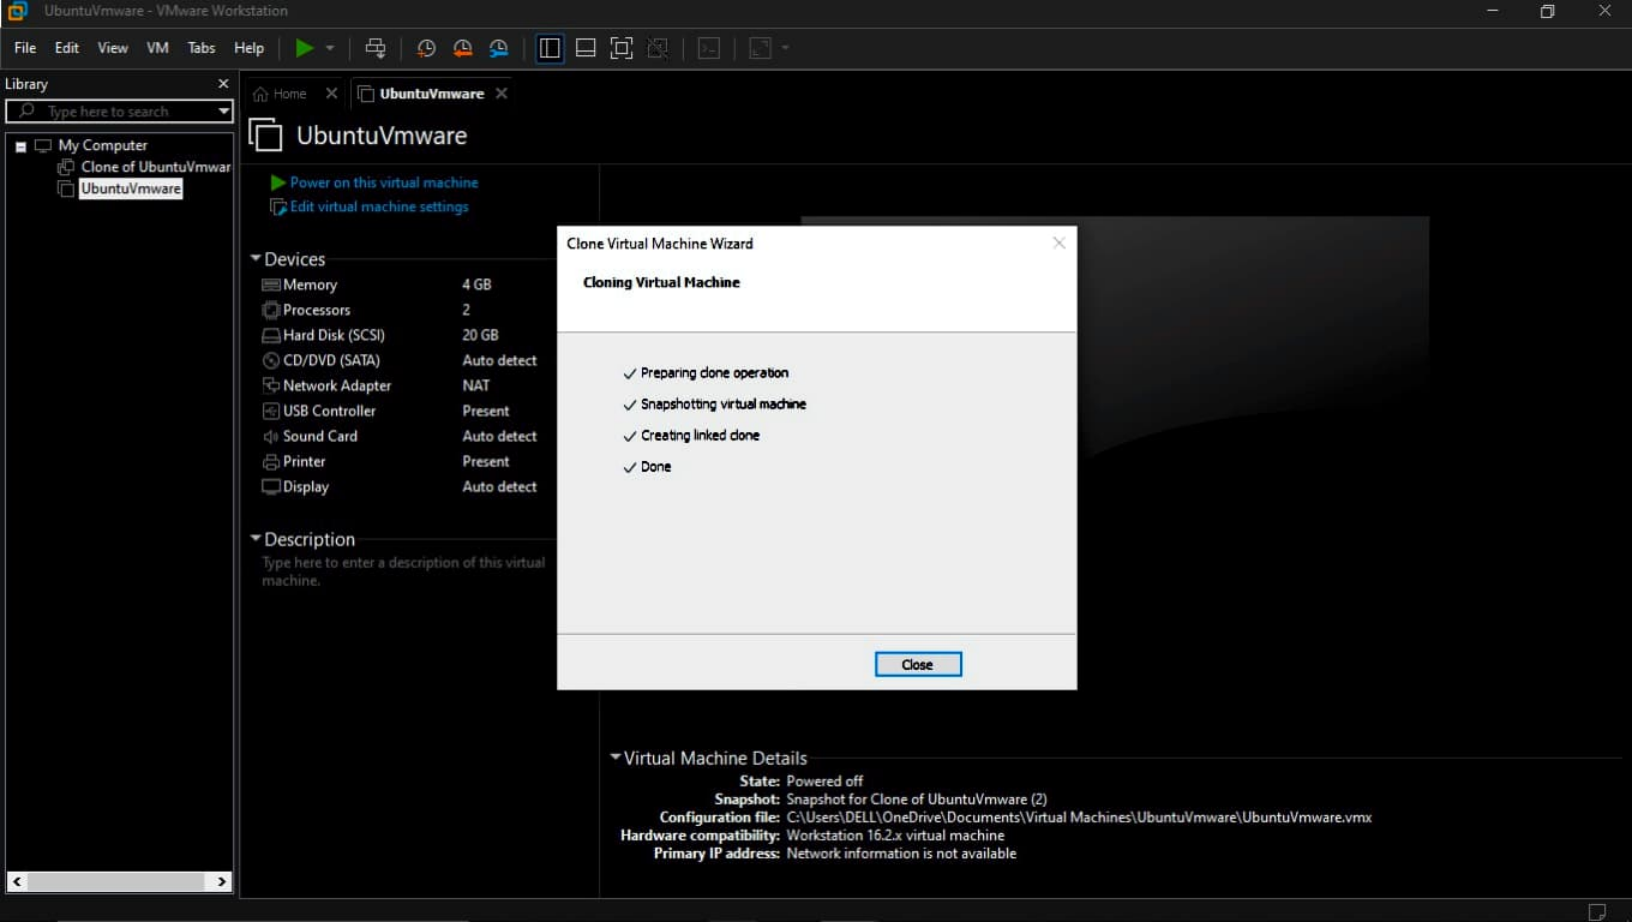 UbuntuVmware - VMware Workstation
File Edit View VM Tabs Help
Library
Type here to search
My Computer
Clone of UbuntuVmwar
UbuntuVmware
Home
UbuntuVmware
UbuntuVmware
Power on this virtual machine
Edit virtual machine settings
Devices
Memory 4 GB
Processors 2
Hard Disk (SCSI) 20 GB
CD/DVD (SATA) Auto detect
Network Adapter NAT
USB Controller Present
Sound Card Auto detect
Printer Present
Display Auto detect
Description
Type here to enter a description of this virtual
machine.
Clone Virtual Machine Wizard
Cloning Virtual Machine
Preparing clone operation
Snapshotting virtual machine
Creating linked clone
Done
Close
Virtual Machine Details
State: Powered off
Snapshot: Snapshot for Clone of UbuntuVmware (2)
Configuration file: C:\Users\DELL\OneDrive\Documents\Virtual Machines\UbuntuVmware\UbuntuVmware.vmx
Hardware compatibility: Workstation 16.2.x virtual machine
Primary IP address: Network information is not available